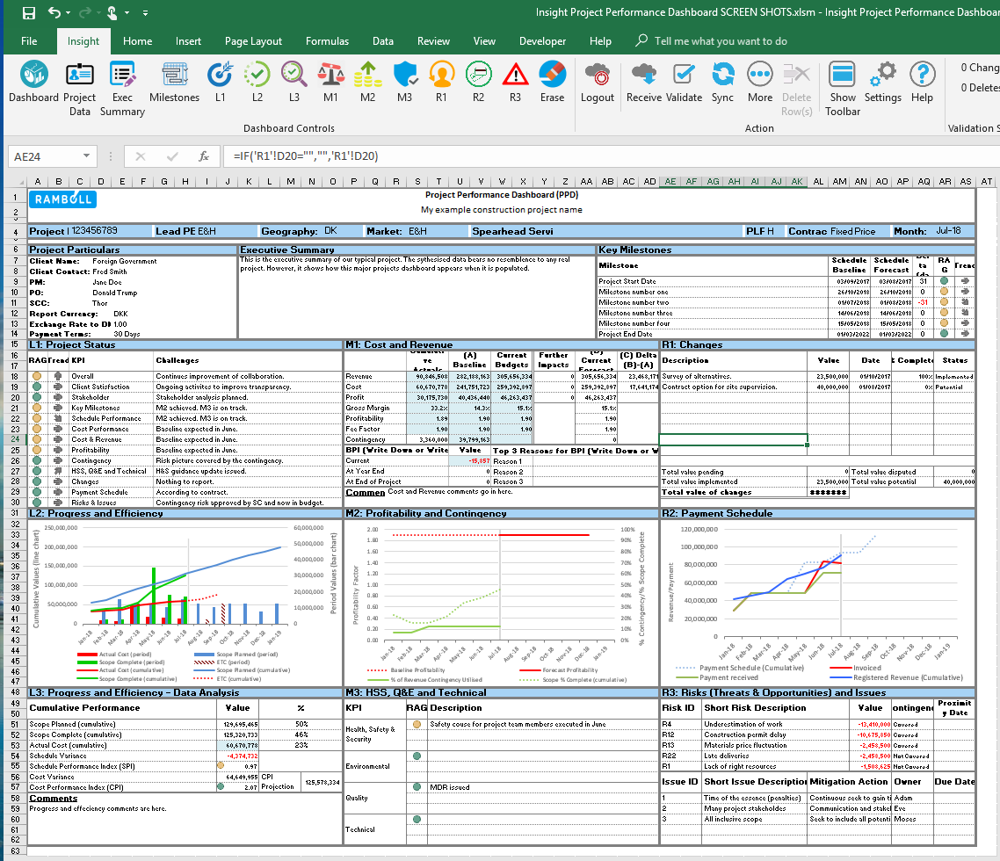 Insight Project Performance Dashboard SCREEN SHOTS.xlsm - Insight Project Performance Dashboar
File Insight Home Insert Page Layout Formulas Data Review View Developer Help Tell me what you want to do
Dashboard Project Data Exec Summary Milestones L1 L2 L3 M1 M2 M3 R1 R2 R3 Erase Logout Receive Validate Sync More Delete Row(s) Show Toolbar Settings Help
0 Chang
0 Deletes
Dashboard Controls Action Validation S
AE24 fx =IF('R1'!D20="","",'R1'!D20)
A B C D E F G H I J K L M N O P Q R S T U V W X Y Z AA AB AC AD AE AF AG AH AI AJ AK AL AM AN AO AP AQ AR AS AT
RAMBOLL
Project Performance Dashboard (PPD)
My example construction project name
Project | 123456789 Lead PE E&H Geography: DK Market: E&H Spearhead Servi PLF H Contrac Fixed Price Month: Jul-18
Project Particulars
Client Name: Foreign Government
Client Contact: Fred Smith
PM: Jane Doe
PO: Donald Trump
SCC: Thor
Report Currency: DKK
Exchange Rate to D 1.00
Payment Terms: 30 Days
Executive Summary
This is the executive summary of our typical project. The sythesised data bears no resemblence to any real
project. However, it shows how this major projects dashboard appears when it is populated.
Key Milestones
Milestone Schedule Baseline Schedule Forecast RAG Trend
Project Start Date 03/09/2017 03/08/2017 31
Milestone number one 26/10/2018 26/10/2018 0
Milestone number two 01/07/2018 01/08/2017 -31
Milestone number three 14/06/2018 14/06/2018 0
Milestone number four 15/05/2018 15/05/2018 0
Project End Date 01/03/2022 01/03/2022 0
L1: Project Status
RAG Trend KPI Challenges
Overall Continues improvement of collaboration.
Client Satisfaction Ongoing activites to improve transparency.
Stakeholder Stakeholder analysis planned.
Key Milestones M2 achieved. M3 is on track.
Schedule Performance M2 achieved. M3 is on track.
Cost Performance Baseline expected in June.
Cost & Revenue Baseline expected in June.
Profitability Baseline expected in June.
Contingency Risk picture covered by the contingency.
HSS, Q&E and Technical H&S guidance update issued.
Changes Nothing to report.
Payment Schedule According to contract.
Risks & Issues Contingency risk approved by SC and now in budget.
M1: Cost and Revenue
(A) Baseline Current Budgets Further Impacts Current Forecast (C) Delta (B)-(A)
Revenue 90,846,508 282,188,163 305,656,334 0 305,656,334 23,468,171
Cost 60,670,778 241,751,723 259,392,897 0 259,392,897 17,641,174
Profit 30,175,730 40,436,440 46,263,437 0 46,263,437
Gross Margin 33.2% 14.3% 15.1% 15.1%
Profitability 1.89 1.90 1.90 1.90
Fee Factor 1.90 1.90 1.90
Contingency 3,360,000 39,799,163 0
BPI (Write Down or Write Value Top 3 Reasons for BPI (Write Down or W
Current -15,857 Reason 1
At Year End 0 Reason 2
At End of Project 0 Reason 3
Commen Cost and Revenue comments go in here.
R1: Changes
Description Value Date Complete Status
Survey of alternatives. 23,500,000 01/10/2017 100% Implemented
Contract option for site supervision. 40,000,000 01/08/2017 0% Potential
Total value pending 0 Total value disputed 0
Total value implemented 23,500,000 Total value potential 40,000,000
Total value of changes #######
L2: Progress and Efficiency
Cumulative Values (line chart)
250,000,000
200,000,000
150,000,000
100,000,000
50,000,000
0
60,000,000
50,000,000
40,000,000
30,000,000
20,000,000
10,000,000
0
Period Values (bar chart)
Jan-18 Feb-18 Mar-18 Apr-18 May-18 Jun-18 Jul-18 Aug-18 Sep-18 Oct-18 Nov-18 Dec-18 Jan-19
Actual Cost (period) Scope Planned (period)
Scope Complete (period) ETC (period)
Actual Cost (cumulative) Scope Planned (cumulative)
Scope Complete (cumulative) ETC (cumulative)
M2: Profitability and Contingency
Profitability Factor
2.00
1.80
1.60
1.40
1.20
1.00
0.80
0.60
0.40
0.20
0.00
100%
90%
80%
70%
60%
50%
40%
30%
20%
10%
0%
% Contingency/% Scope Complete
Jan-18 Feb-18 Mar-18 Apr-18 May-18 Jun-18 Jul-18 Aug-18 Sep-18 Oct-18 Nov-18 Dec-18 Jan-19
Baseline Profitability Forecast Profitability
% of Revenue Contingency Utilised Scope % Complete (cumulative)
R2: Payment Schedule
Revenue/Payment
120,000,000
100,000,000
80,000,000
60,000,000
40,000,000
20,000,000
0
Jan-18 Feb-18 Mar-18 Apr-18 May-18 Jun-18 Jul-18 Aug-18 Sep-18 Oct-18 Nov-18 Dec-18 Jan-19
Payment Schedule (Cumulative) Invoiced
Payment received Registered Revenue (Cumulative)
L3: Progress and Efficiency - Data Analysis
Cumulative Performance Value %
Scope Planned (cumulative) 129,695,465 50%
Scope Complete (cumulative) 125,320,733 46%
Actual Cost (cumulative) 60,670,778 23%
Schedule Variance -4,374,732
Schedule Performance Index (SPI) 0.97
Cost Variance 64,649,955 CPI Projection 125,578,334
Cost Performance Index (CPI) 2.07
Comments
Progress and effeciency comments are here.
M3: HSS, Q&E and Technical
KPI RAG Description
Health, Safety & Security Safety couse for project team members executed in June
Environmental
Quality MDR issued
Technical
R3: Risks (Threats & Opportunities) and Issues
Risk ID Short Risk Description Value ontingen Proximity Date
R4 Underestimation of work -13,410,000 Covered
R12 Construction permit delay -10,675,350 Covered
R13 Materials price fluctuation -2,458,500 Covered
R22 Late deliveries -2,458,500 Not Covered
R1 Lack of right resources -1,508,625 Not Covered
Issue ID Short Issue Description Mitigation Action Owner Due Date
1 Time of the essence (penalties) Continuous seek to gain ti Adam
2 Many project stakeholdes Communication and stakel Eve
3 All inclusive scope Seek to include all potenti Moses